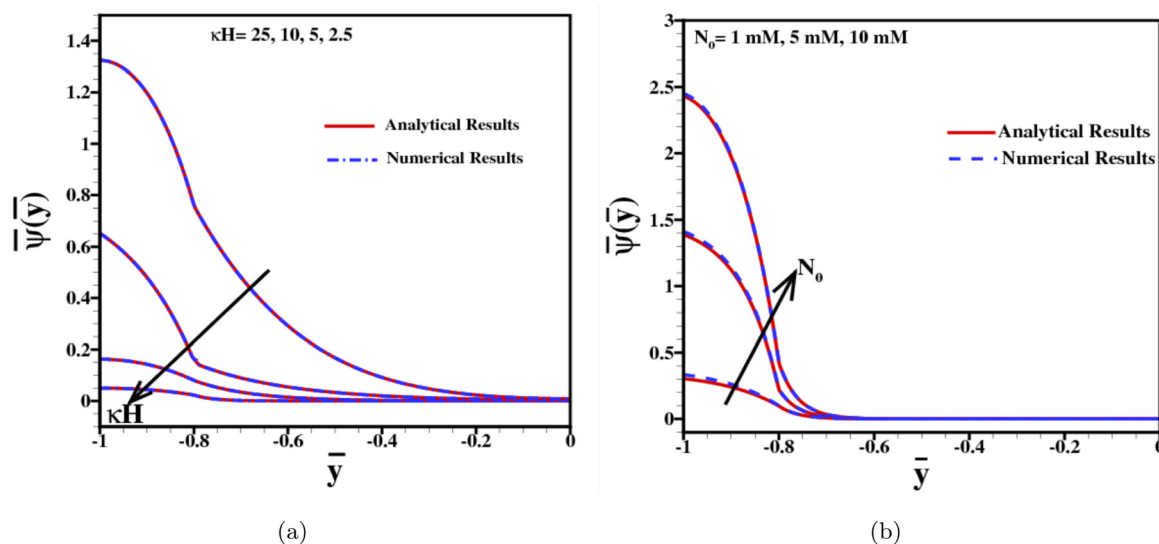 κH= 25, 10, 5, 2.5
1.4
1.2
1
0.8
0.6
0.4
0.2
0
Analytical Results
Numerical Results
ψ̅(y̅)
κH
-1
-0.8
-0.6
-0.4
-0.2
0
y̅
(a)
N₀= 1 mM, 5 mM, 10 mM
3
2.5
2
1.5
1
0.5
0
Analytical Results
Numerical Results
ψ̅(y̅)
N₀
-1
-0.8
-0.6
-0.4
-0.2
0
y̅
(b)